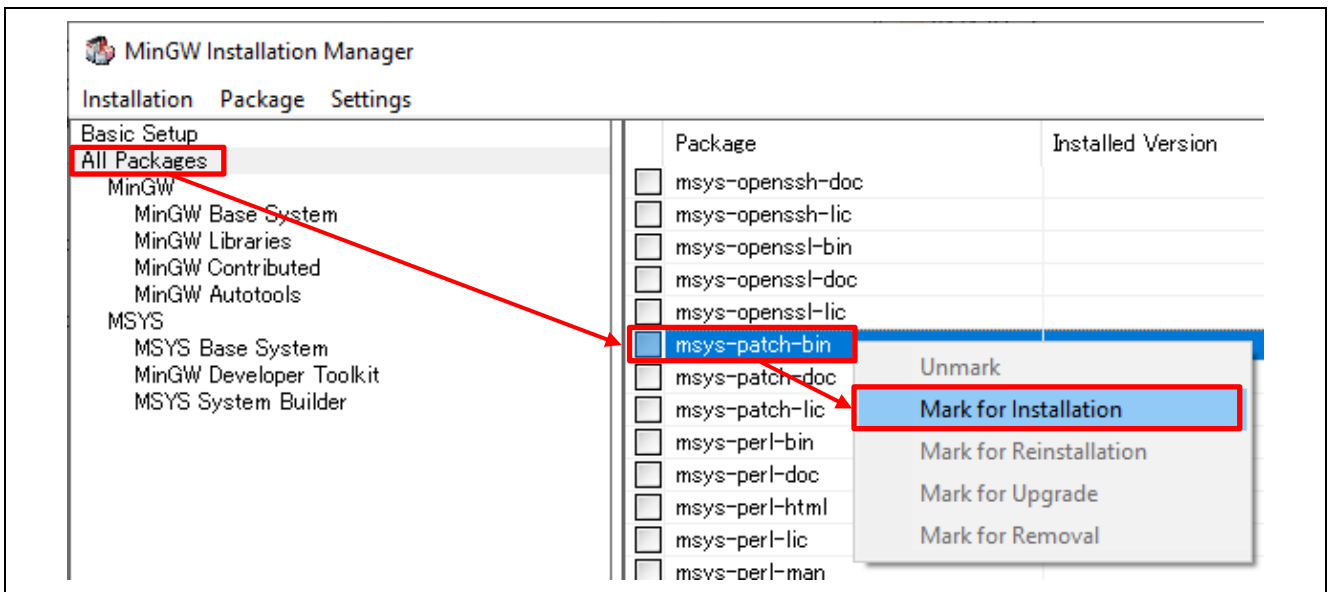 MinGW Installation Manager
Installation Package Settings
Basic Setup
All Packages
MinGW
MinGW Base System
MinGW Libraries
MinGW Contributed
MinGW Autotools
MSYS
MSYS Base System
MinGW Developer Toolkit
MSYS System Builder
Package Installed Version
msys-openssh-doc
msys-openssh-lic
msys-openssl-bin
msys-openssl-doc
msys-openssl-lic
msys-patch-bin
msys-patch-doc
msys-patch-lic
msys-perl-bin
msys-perl-doc
msys-perl-html
msys-perl-lic
msys-perl-man
Unmark
Mark for Installation
Mark for Reinstallation
Mark for Upgrade
Mark for Removal